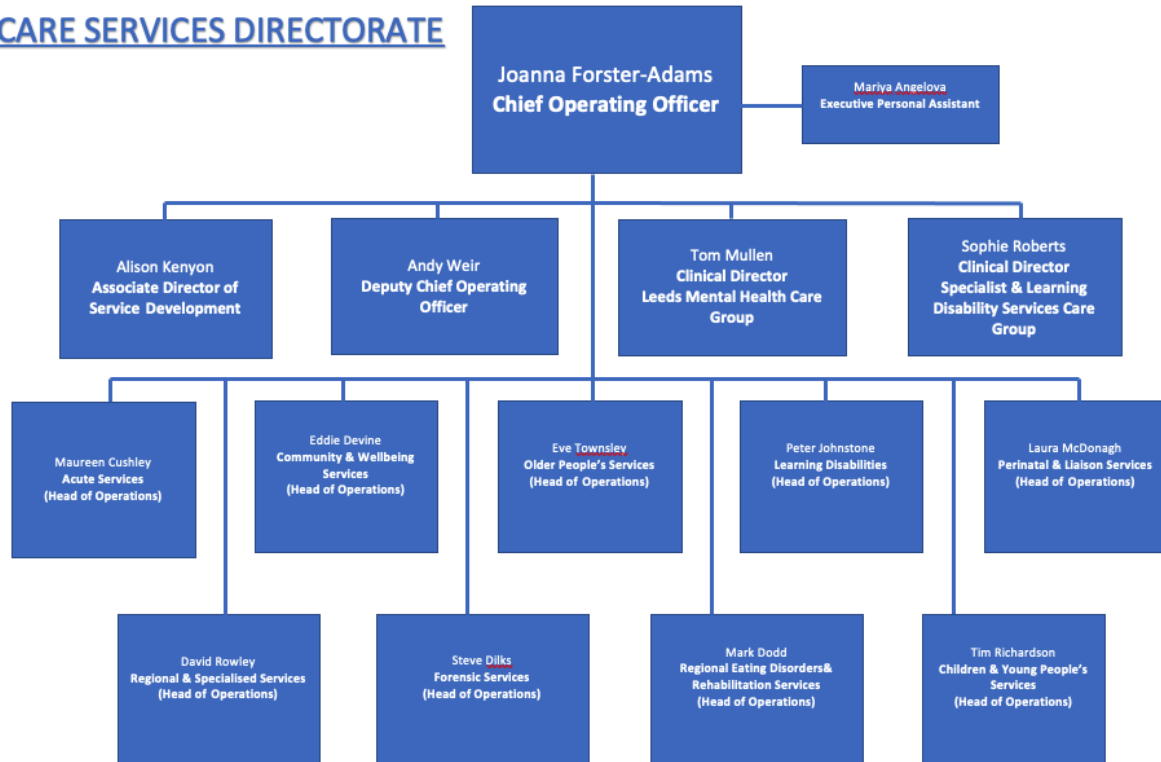 CARE SERVICES DIRECTORATE
Joanna Forster-Adams
Chief Operating Officer
Mariya Angelova
Executive Personal Assistant
Alison Kenyon
Associate Director of
Service Development
Andy Weir
Deputy Chief Operating
Officer
Tom Mullen
Clinical Director
Leeds Mental Health Care
Group
Sophie Roberts
Clinical Director
Specialist & Learning
Disability Services Care
Group
Maureen Cushley
Acute Services
(Head of Operations)
Eddie Devine
Community & Wellbeing
Services
(Head of Operations)
Eve Townsley
Older People's Services
(Head of Operations)
Peter Johnstone
Learning Disabilities
(Head of Operations)
Laura McDonagh
Perinatal & Liaison Services
(Head of Operations)
David Rowley
Regional & Specialised Services
(Head of Operations)
Steve Dilks
Forensic Services
(Head of Operations)
Mark Dodd
Regional Eating Disorders&
Rehabilitation Services
(Head of Operations)
Tim Richardson
Children & Young People's
Services
(Head of Operations)